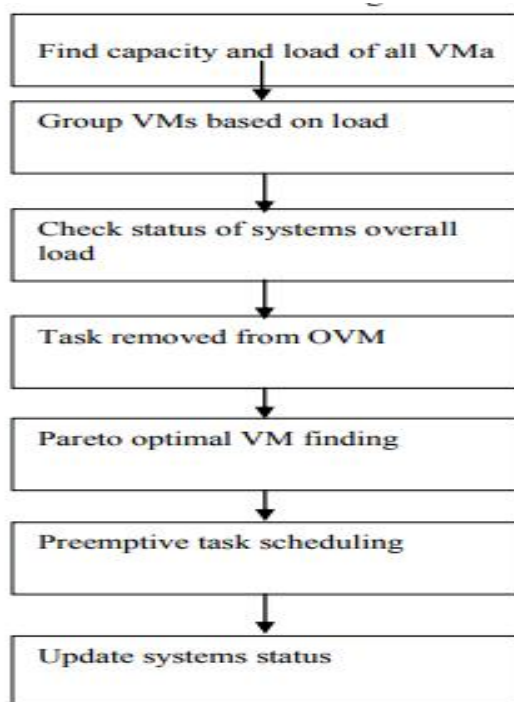 Find capacity and load of all VMa
Group VMs based on load
Check status of systems overall
load
Task removed from OVM
Pareto optimal VM finding
Preemptive task scheduling
Update systems status